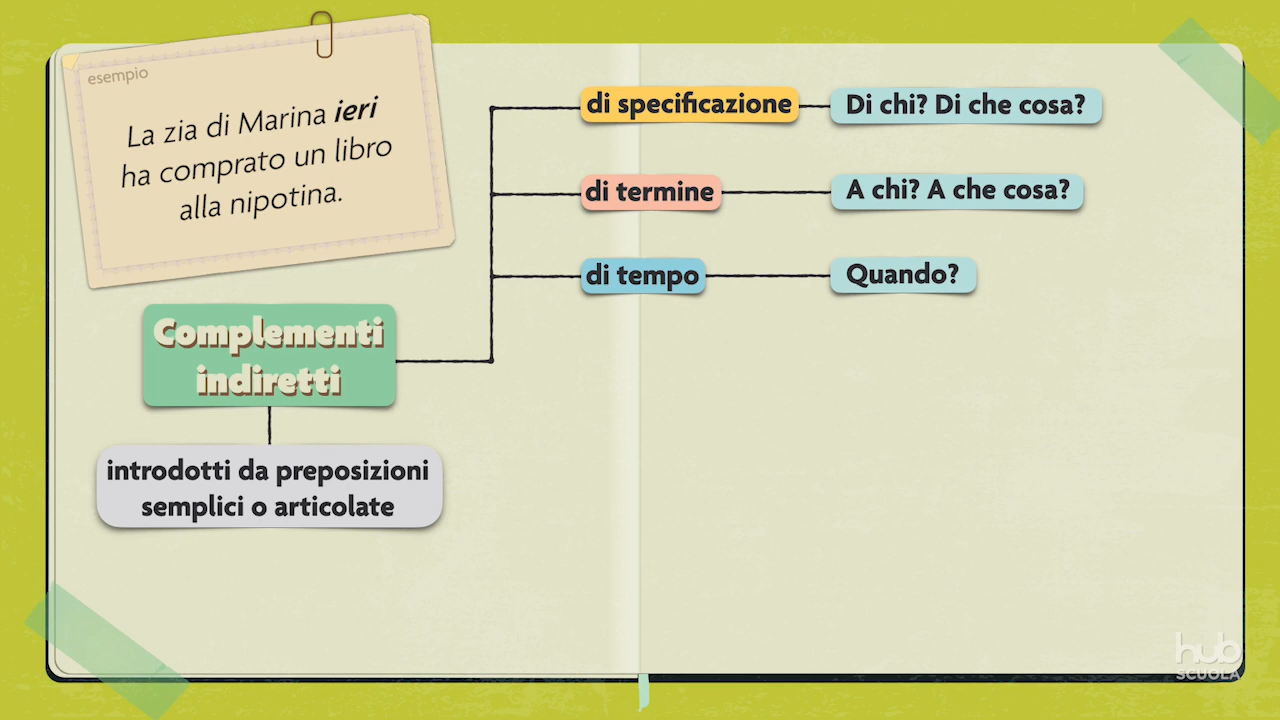 esempio
La zia di Marina ieri
ha comprato un libro
alla nipotina.
Complementi
indiretti
introdotti da preposizioni
semplici o articolate
di specificazione
Di chi? Di che cosa?
di termine
A chi? A che cosa?
di tempo
Quando?
hub
SCUOLA